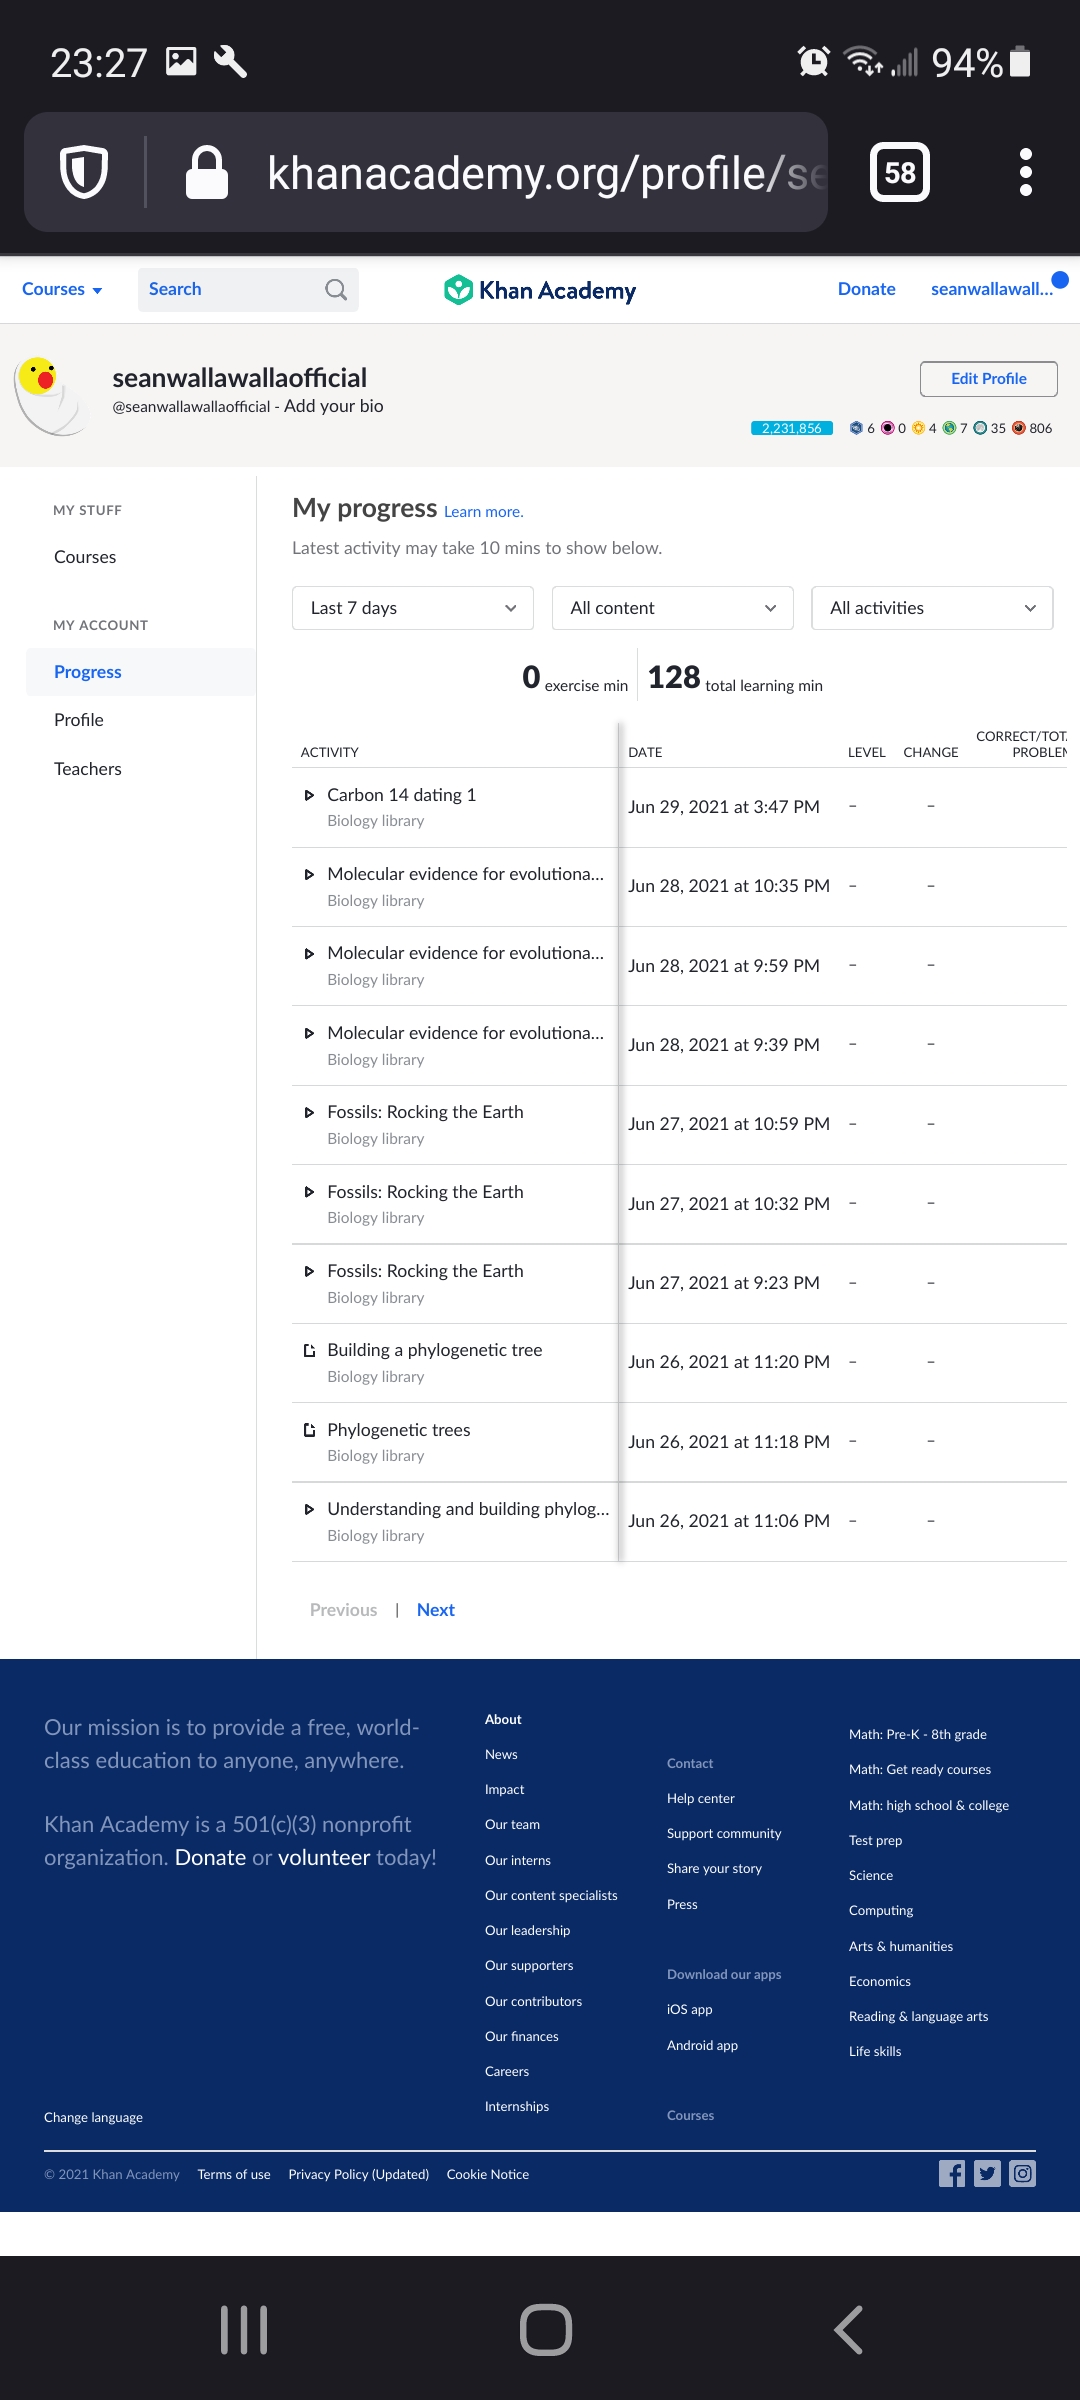 23:27
94%
khanacademy.org/profile/se
58
Courses
Search
Khan Academy
Donate
seanwallawall...
seanwallawallaofficial
@seanwallawallaofficial - Add your bio
Edit Profile
2,231,856 6 0 4 7 35 806
MY STUFF
Courses
MY ACCOUNT
Progress
Profile
Teachers
My progress Learn more.
Latest activity may take 10 mins to show below.
Last 7 days
All content
All activities
0 exercise min
128 total learning min
ACTIVITY DATE LEVEL CHANGE CORRECT/TOTA
PROBLEM
Carbon 14 dating 1
Biology library
Jun 29, 2021 at 3:47 PM – –
Molecular evidence for evolutiona...
Biology library
Jun 28, 2021 at 10:35 PM – –
Molecular evidence for evolutiona...
Biology library
Jun 28, 2021 at 9:59 PM – –
Molecular evidence for evolutiona...
Biology library
Jun 28, 2021 at 9:39 PM – –
Fossils: Rocking the Earth
Biology library
Jun 27, 2021 at 10:59 PM – –
Fossils: Rocking the Earth
Biology library
Jun 27, 2021 at 10:32 PM – –
Fossils: Rocking the Earth
Biology library
Jun 27, 2021 at 9:23 PM – –
Building a phylogenetic tree
Biology library
Jun 26, 2021 at 11:20 PM – –
Phylogenetic trees
Biology library
Jun 26, 2021 at 11:18 PM – –
Understanding and building phylog...
Biology library
Jun 26, 2021 at 11:06 PM – –
Previous | Next
Our mission is to provide a free, world-
class education to anyone, anywhere.
Khan Academy is a 501(c)(3) nonprofit
organization. Donate or volunteer today!
About
News
Impact
Our team
Our interns
Our content specialists
Our leadership
Our supporters
Our contributors
Our finances
Careers
Internships
Contact
Help center
Support community
Share your story
Press
Download our apps
iOS app
Android app
Courses
Math: Pre-K - 8th grade
Math: Get ready courses
Math: high school & college
Test prep
Science
Computing
Arts & humanities
Economics
Reading & language arts
Life skills
Change language
© 2021 Khan Academy Terms of use Privacy Policy (Updated) Cookie Notice